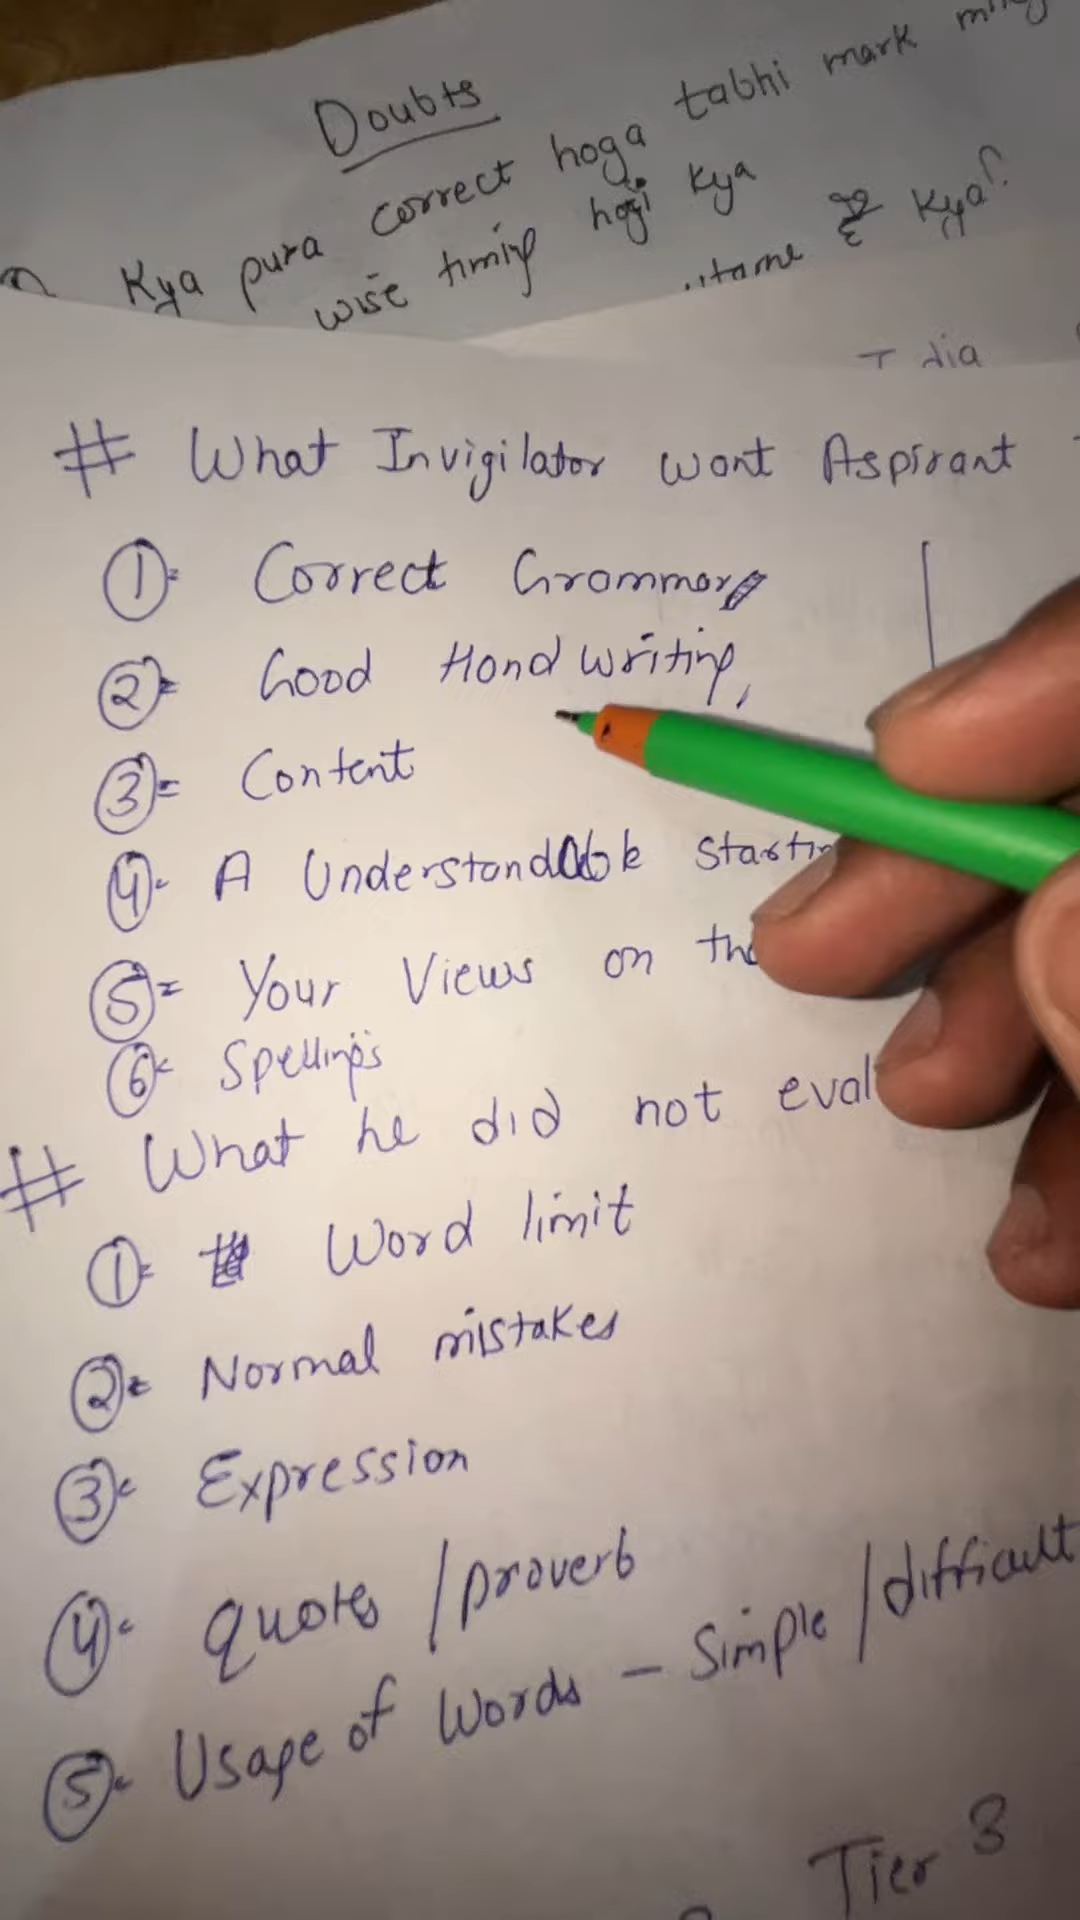 Doubts
Kya pura correct hoga tabhi mark
wise timing hogi kya
है kya?
# What Invigilator want Aspirant
① Correct Grammar
② Good Hand writing,
③ Content
④ A Understandable Startin
⑤ Your Views on the
⑥ Spellings
# What he did not eval
① Word limit
② Normal mistakes
③ Expression
④ Quotes / proverb
⑤ Usage of Words - Simple / difficult
Tier 3